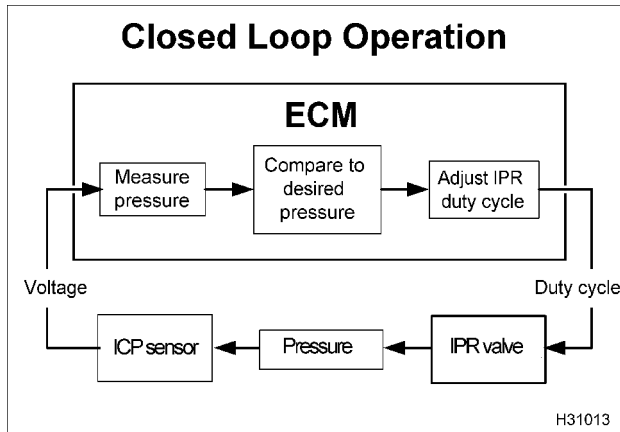 Closed Loop Operation
ECM
Measure
pressure
Compare to
desired
pressure
Adjust IPR
duty cycle
Voltage
Duty cycle
ICP sensor
Pressure
IPR valve
H31013